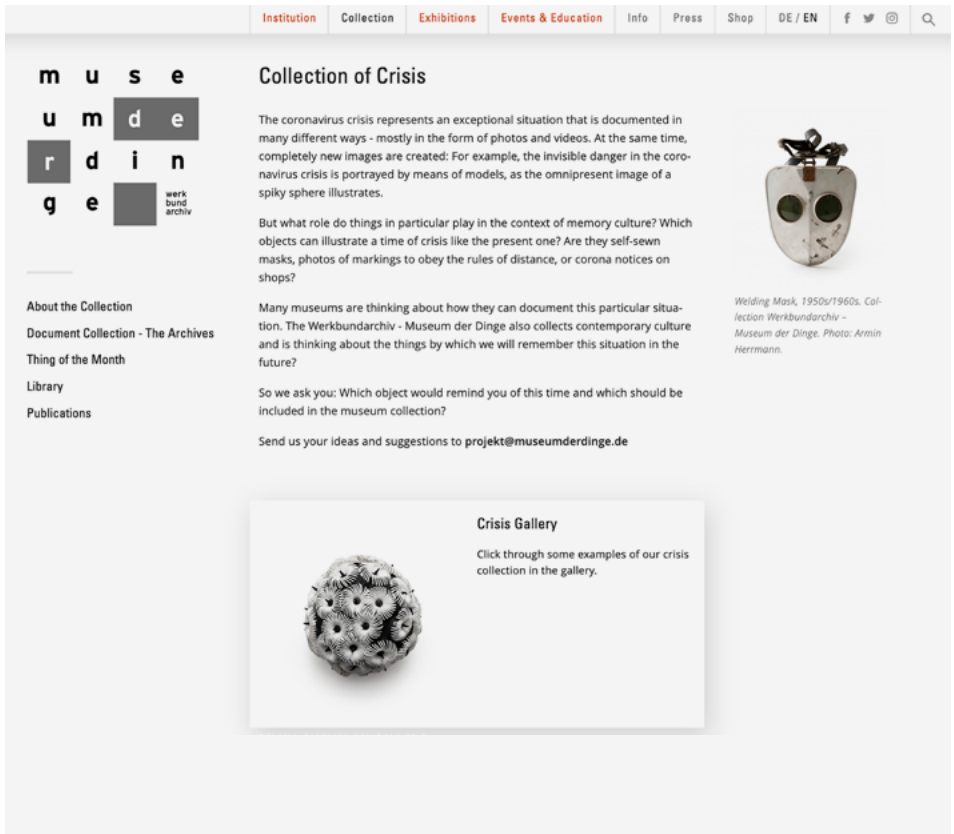 Institution
Collection
Exhibitions
Events & Education
Info
Press
Shop
DE / EN
m u s e
u m d e
r d i n
g e
werk
bund
archiv
About the Collection
Document Collection - The Archives
Thing of the Month
Library
Publications
Collection of Crisis
The coronavirus crisis represents an exceptional situation that is documented in
many different ways - mostly in the form of photos and videos. At the same time,
completely new images are created: For example, the invisible danger in the coro-
navirus crisis is portrayed by means of models, as the omnipresent image of a
spiky sphere illustrates.
But what role do things in particular play in the context of memory culture? Which
objects can illustrate a time of crisis like the present one? Are they self-sewn
masks, photos of markings to obey the rules of distance, or corona notices on
shops?
Many museums are thinking about how they can document this particular situa-
tion. The Werkbundarchiv - Museum der Dinge also collects contemporary culture
and is thinking about the things by which we will remember this situation in the
future?
So we ask you: Which object would remind you of this time and which should be
included in the museum collection?
Send us your ideas and suggestions to projekt@museumderdinge.de
Welding Mask, 1950s/1960s. Col-
lection Werkbundarchiv –
Museum der Dinge. Photo: Armin
Herrmann.
Crisis Gallery
Click through some examples of our crisis
collection in the gallery.